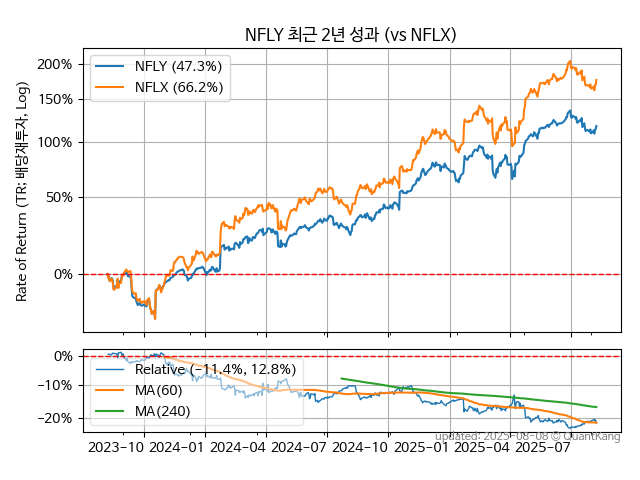 NFLY 최근 2년 성과 (vs NFLX)
Rate of Return (TR: 배당재투자, Log)
200%
150%
100%
50%
0%
NFLY (47.3%)
NFLX (66.2%)
0%
−10%
−20%
Relative (−11.4%, 12.8%)
MA(60)
MA(240)
2023-10 2024-01 2024-04 2024-07 2024-10 2025-01 2025-04 2025-07
updated: 2025-08-08 © QuantKang